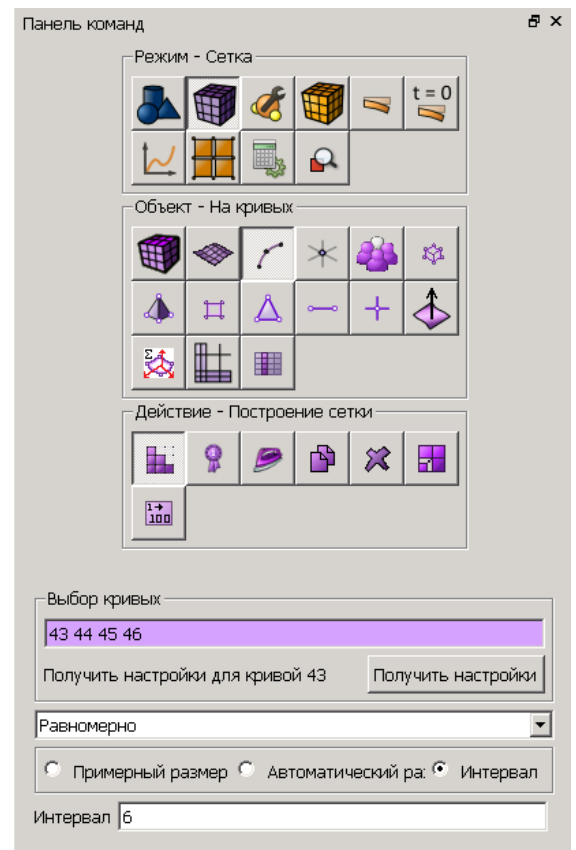 Панель команд
Режим - Сетка
t = 0
Объект - На кривых
Σ
Действие - Построение сетки
1
1→
100
Выбор кривых
43 44 45 46
Получить настройки для кривой 43 Получить настройки
Равномерно
Примерный размер Автоматический ра: Интервал
Интервал 6